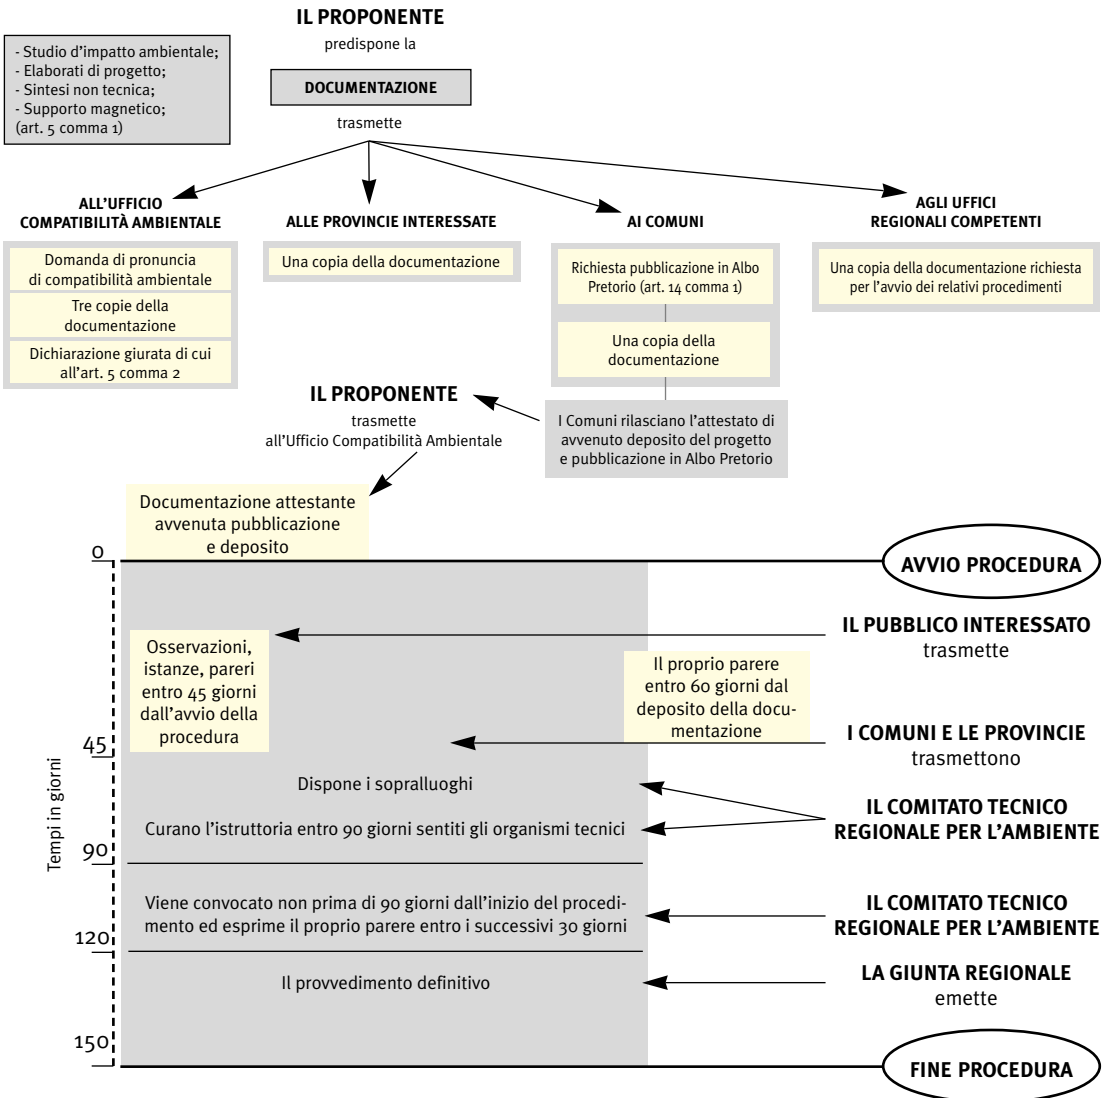 IL PROPONENTE
predispone la
- Studio d'impatto ambientale;
- Elaborati di progetto;
- Sintesi non tecnica;
- Supporto magnetico;
(art. 5 comma 1)
DOCUMENTAZIONE
trasmette
ALL'UFFICIO
COMPATIBILITÀ AMBIENTALE
Domanda di pronuncia
di compatibilità ambientale
Tre copie della
documentazione
Dichiarazione giurata di cui
all'art. 5 comma 2
ALLE PROVINCIE INTERESSATE
Una copia della documentazione
AI COMUNI
Richiesta pubblicazione in Albo
Pretorio (art. 14 comma 1)
Una copia della
documentazione
AGLI UFFICI
REGIONALI COMPETENTI
Una copia della documentazione richiesta
per l'avvio dei relativi procedimenti
I Comuni rilasciano l'attestato di
avvenuto deposito del progetto
e pubblicazione in Albo Pretorio
IL PROPONENTE
trasmette
all'Ufficio Compatibilità Ambientale
Documentazione attestante
avvenuta pubblicazione
e deposito
Tempi in giorni
0
AVVIO PROCEDURA
IL PUBBLICO INTERESSATO
trasmette
Osservazioni,
istanze, pareri
entro 45 giorni
dall'avvio della
procedura
Il proprio parere
entro 60 giorni dal
deposito della docu-
mentazione
I COMUNI E LE PROVINCIE
trasmettono
45
Dispone i sopralluoghi
Curano l'istruttoria entro 90 giorni sentiti gli organismi tecnici
IL COMITATO TECNICO
REGIONALE PER L'AMBIENTE
90
Viene convocato non prima di 90 giorni dall'inizio del procedi-
mento ed esprime il proprio parere entro i successivi 30 giorni
IL COMITATO TECNICO
REGIONALE PER L'AMBIENTE
120
Il provvedimento definitivo
LA GIUNTA REGIONALE
emette
150
FINE PROCEDURA